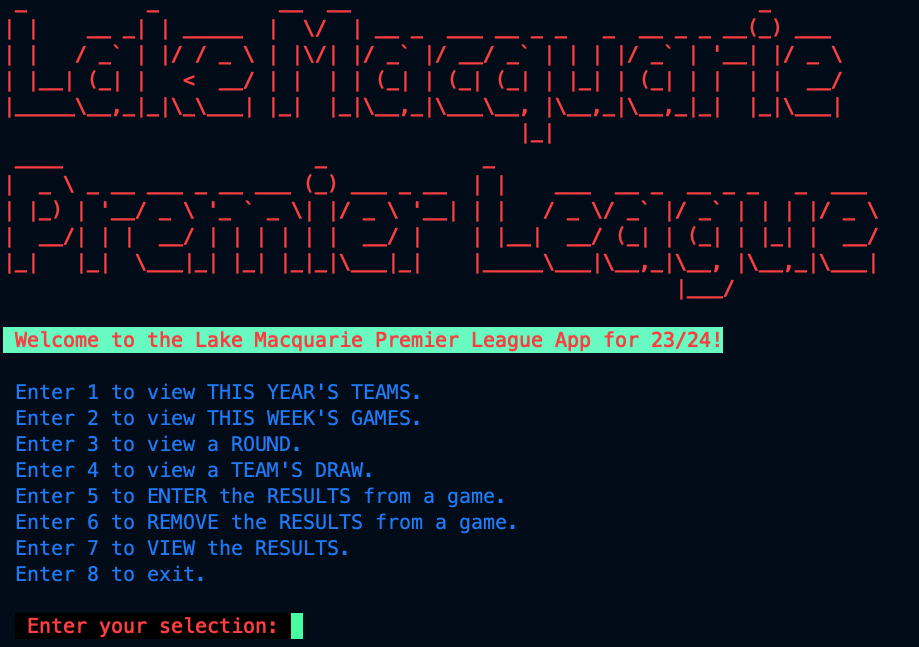 Lake Macquarie
Premier League
Welcome to the Lake Macquarie Premier League App for 23/24!
Enter 1 to view THIS YEAR'S TEAMS.
Enter 2 to view THIS WEEK'S GAMES.
Enter 3 to view a ROUND.
Enter 4 to view a TEAM'S DRAW.
Enter 5 to ENTER the RESULTS from a game.
Enter 6 to REMOVE the RESULTS from a game.
Enter 7 to VIEW the RESULTS.
Enter 8 to exit.
Enter your selection: